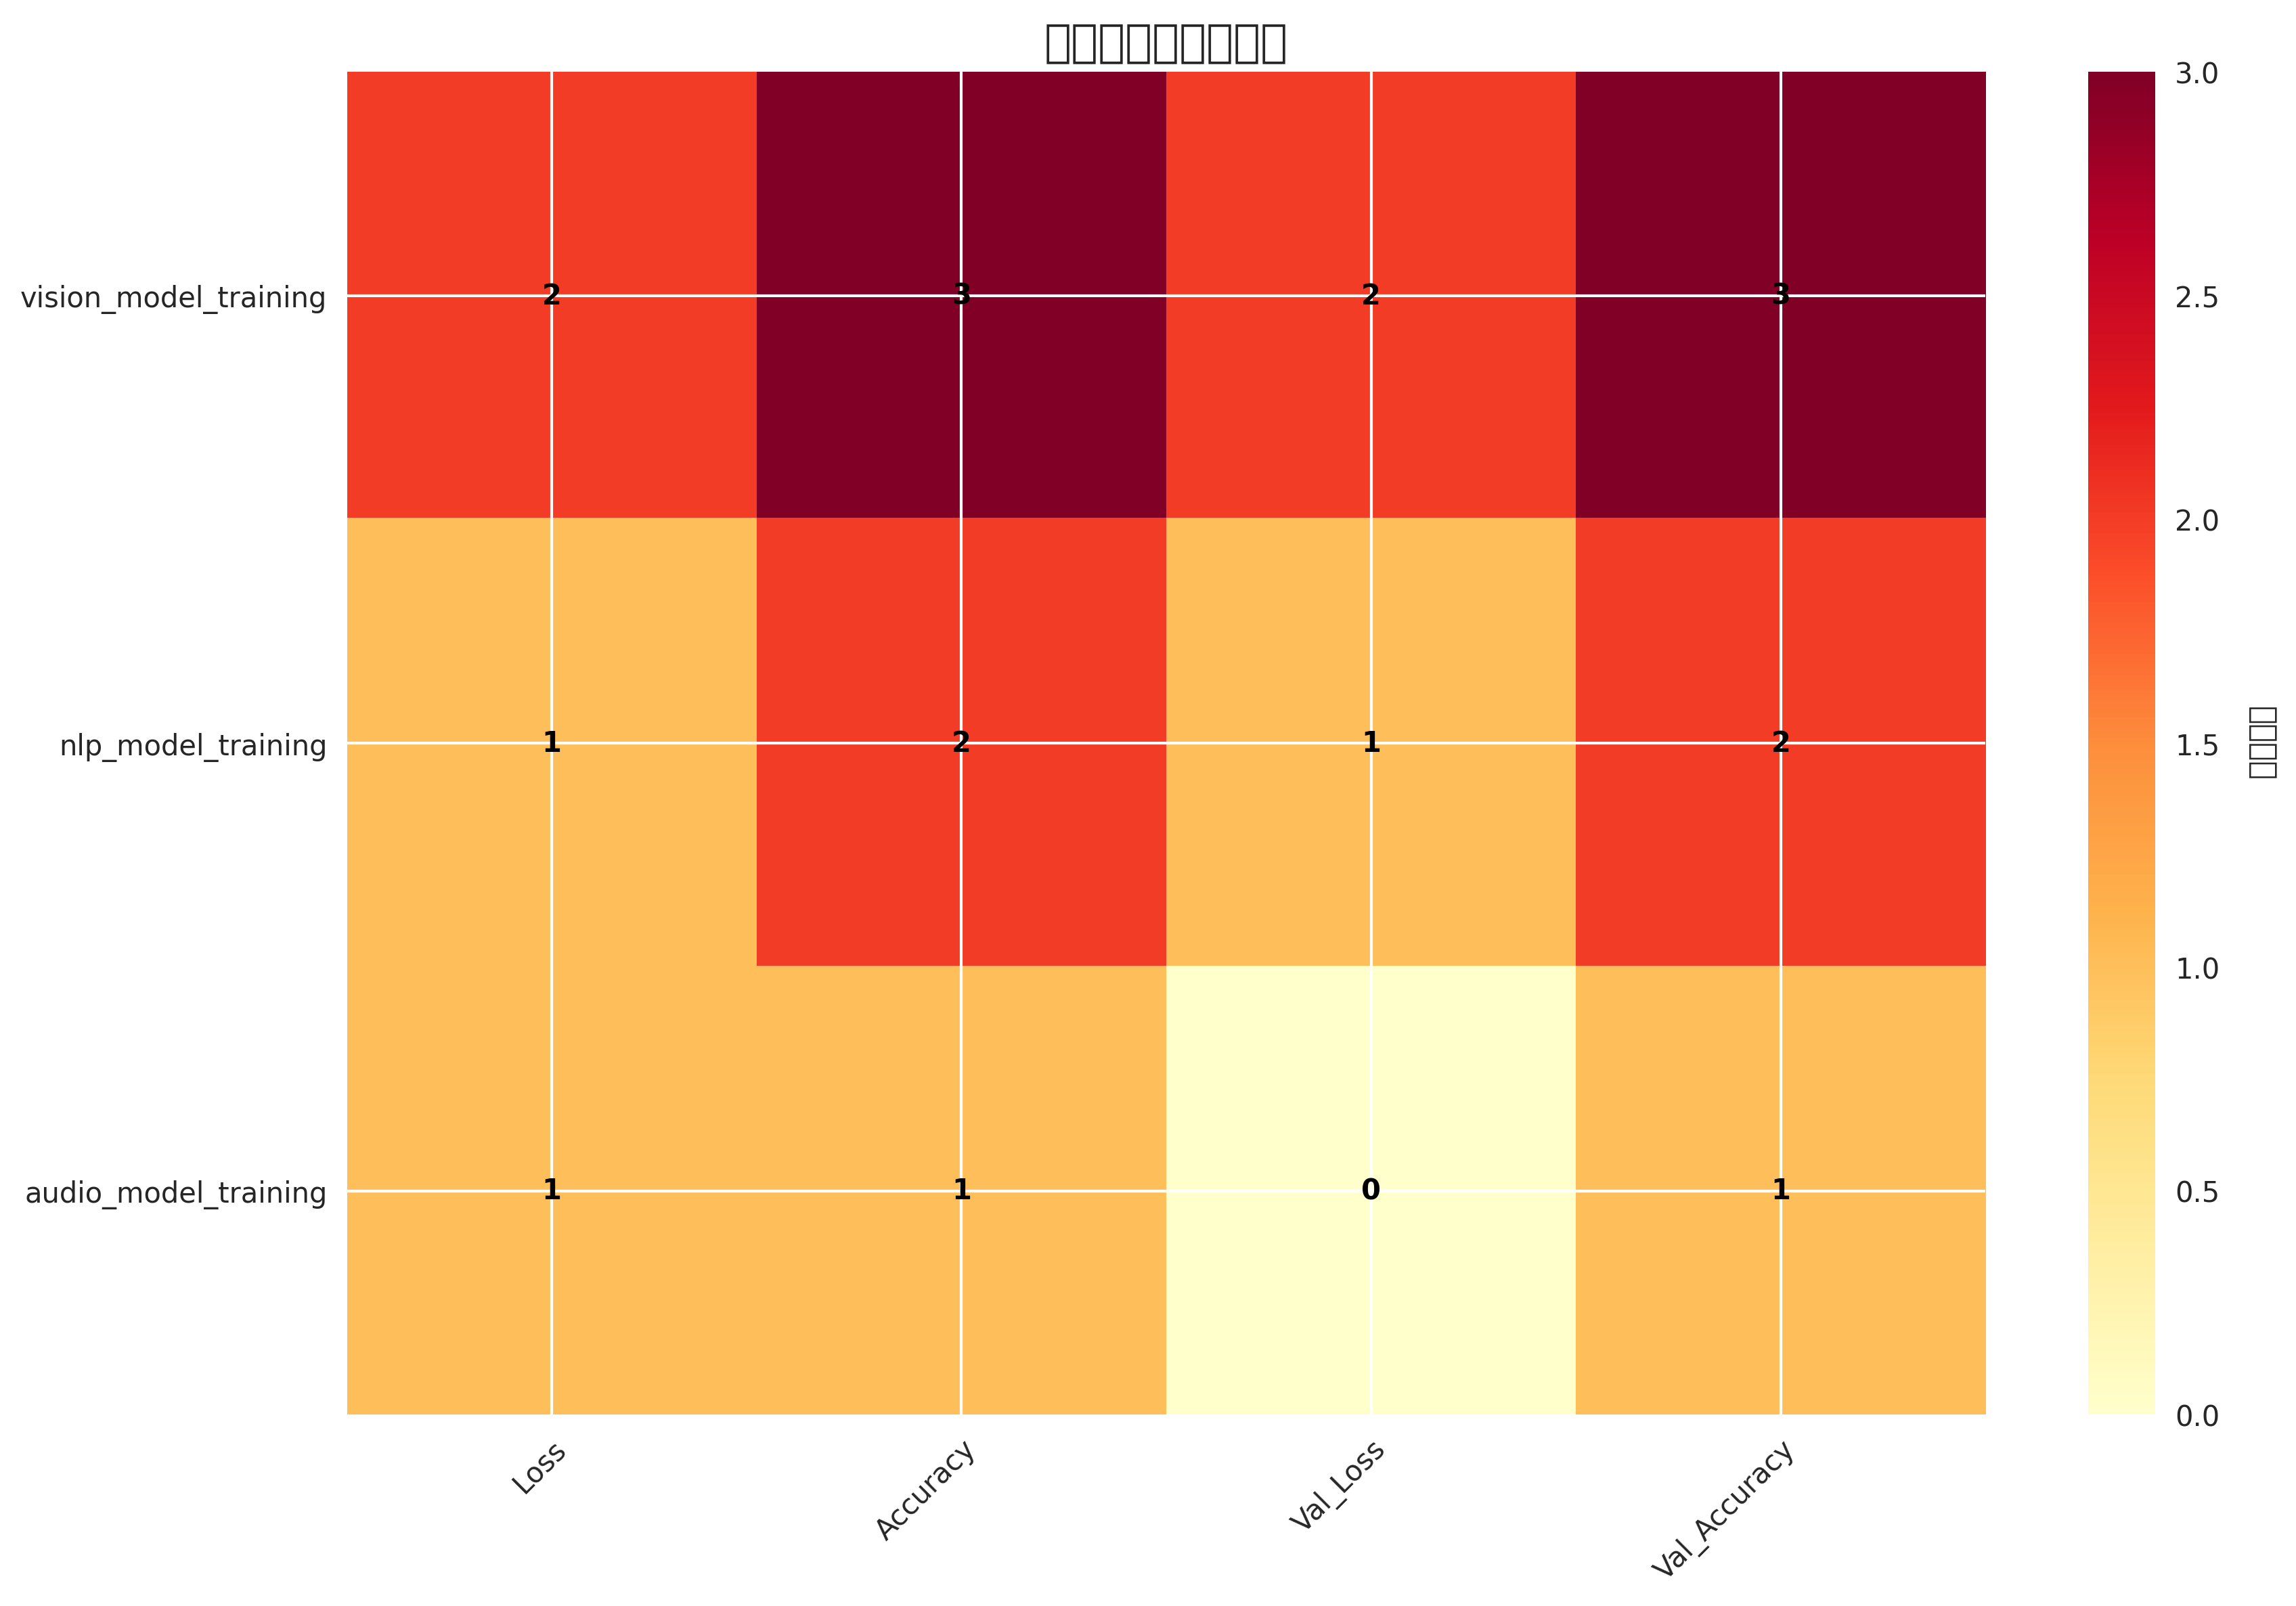 3.0
vision_model_training 2 3 2 3 2.5
2.0
nlp_model_training 1 2 1 2 1.5
1.0
audio_model_training 1 1 0 1 0.5
0.0
Loss Accuracy Val_Loss Val_Accuracy